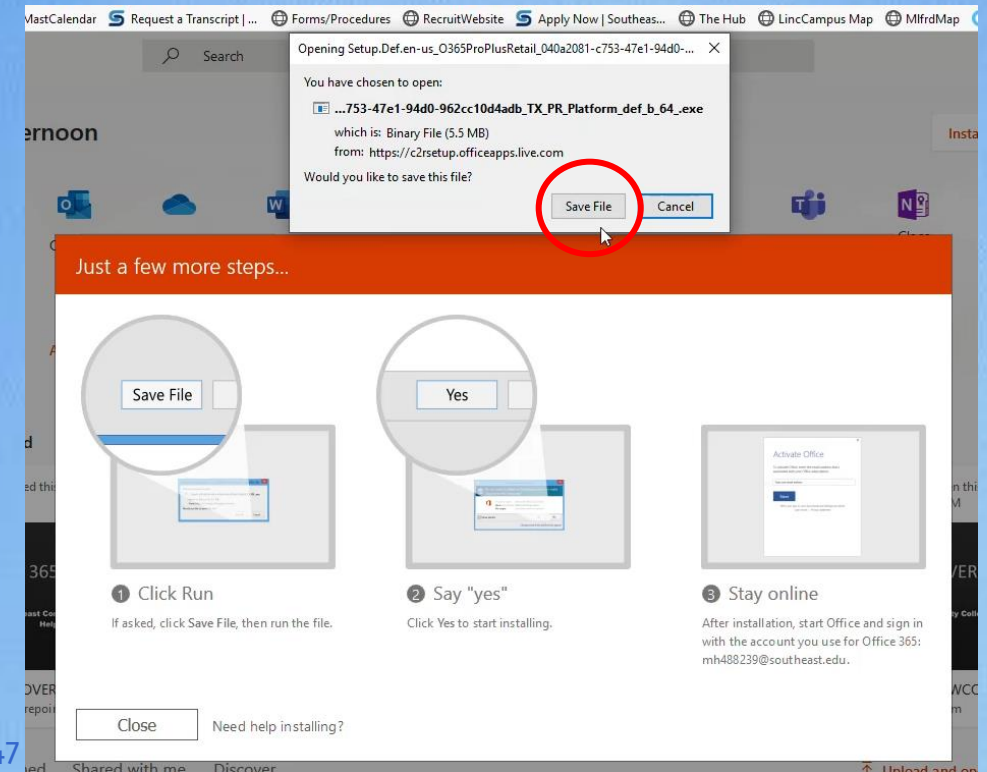 MastCalendar Request a Transcript | ... Forms/Procedures RecruitWebsite Apply Now | Southeas... The Hub LincCampus Map MlfrdMap
Search
Opening Setup.Def.en-us_O365ProPlusRetail_040a2081-c753-47e1-94d0-...
You have chosen to open:
...753-47e1-94d0-962cc10d4adb_TX_PR_Platform_def_b_64_.exe
which is: Binary File (5.5 MB)
from: https://c2rsetup.officeapps.live.com
Would you like to save this file?
Save File Cancel
ernoon
Insta
Just a few more steps...
Save File
Yes
Activate Office
1 Click Run
If asked, click Save File, then run the file.
2 Say "yes"
Click Yes to start installing.
3 Stay online
After installation, start Office and sign in
with the account you use for Office 365:
mh488239@southeast.edu.
365
Close Need help installing?
47
Shared with me Discover